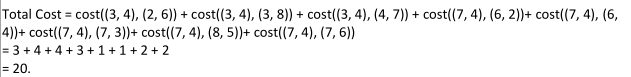 Total Cost = cost((3, 4), (2, 6)) + cost((3, 4), (3, 8)) + cost((3, 4), (4, 7)) + cost((7, 4), (6, 2))+ cost((7, 4), (6,
4))+ cost((7, 4), (7, 3))+ cost((7, 4), (8, 5))+ cost((7, 4), (7, 6))
= 3 + 4 + 4 + 3 + 1 + 1 + 2 + 2
= 20.